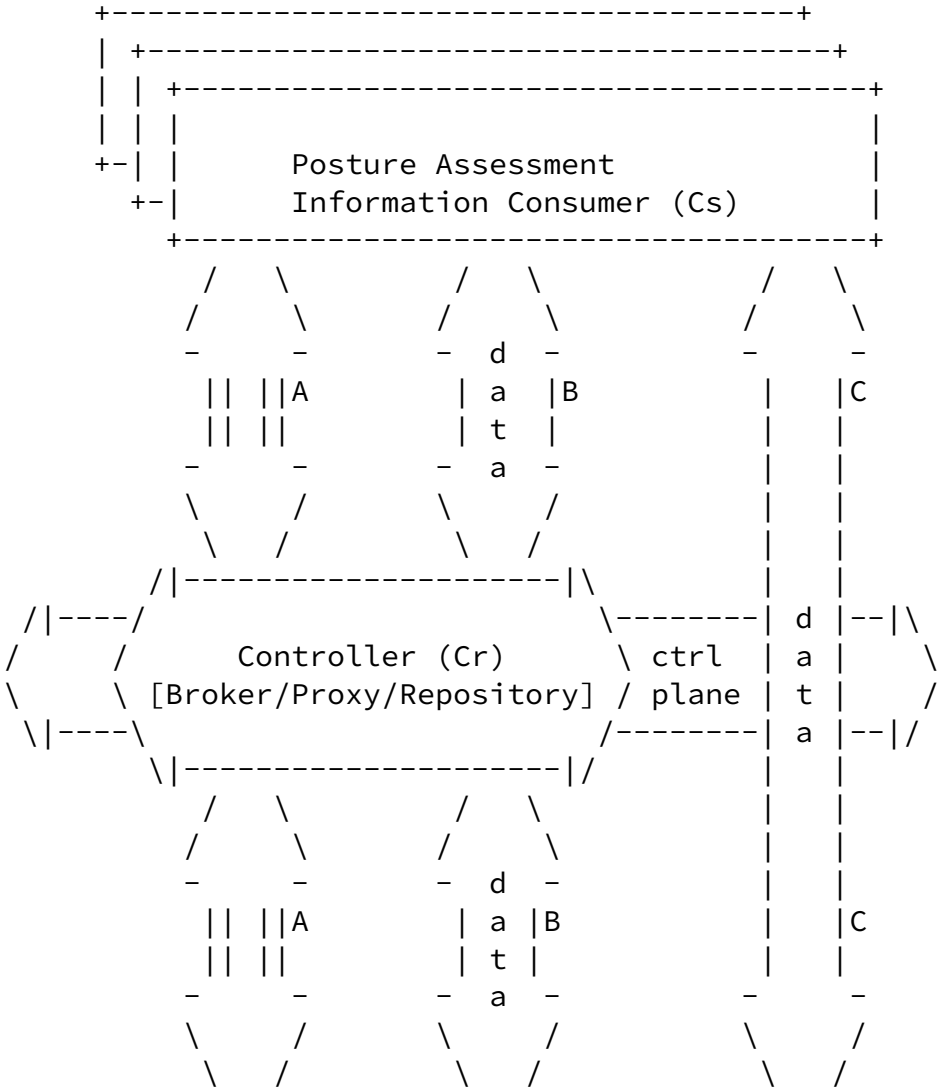 Posture Assessment
Information Consumer (Cs)
d
a
t
a
A
B
C
Controller (Cr)
[Broker/Proxy/Repository]
ctrl
plane
d
a
t
a
d
a
t
a
A
B
C